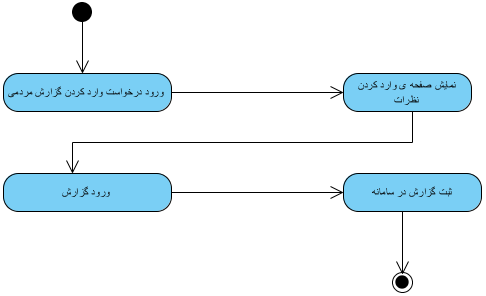 ورود درخواست وارد کردن گزارش مردمی
نمایش صفحه ی وارد کردن
نظرات
ورود گزارش
ثبت گزارش در سامانه